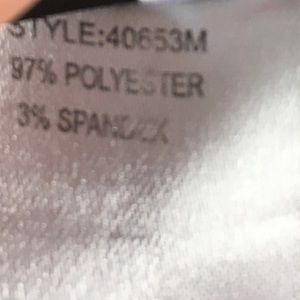 STYLE:40653M
97% POLYESTER
3% SPANDEX